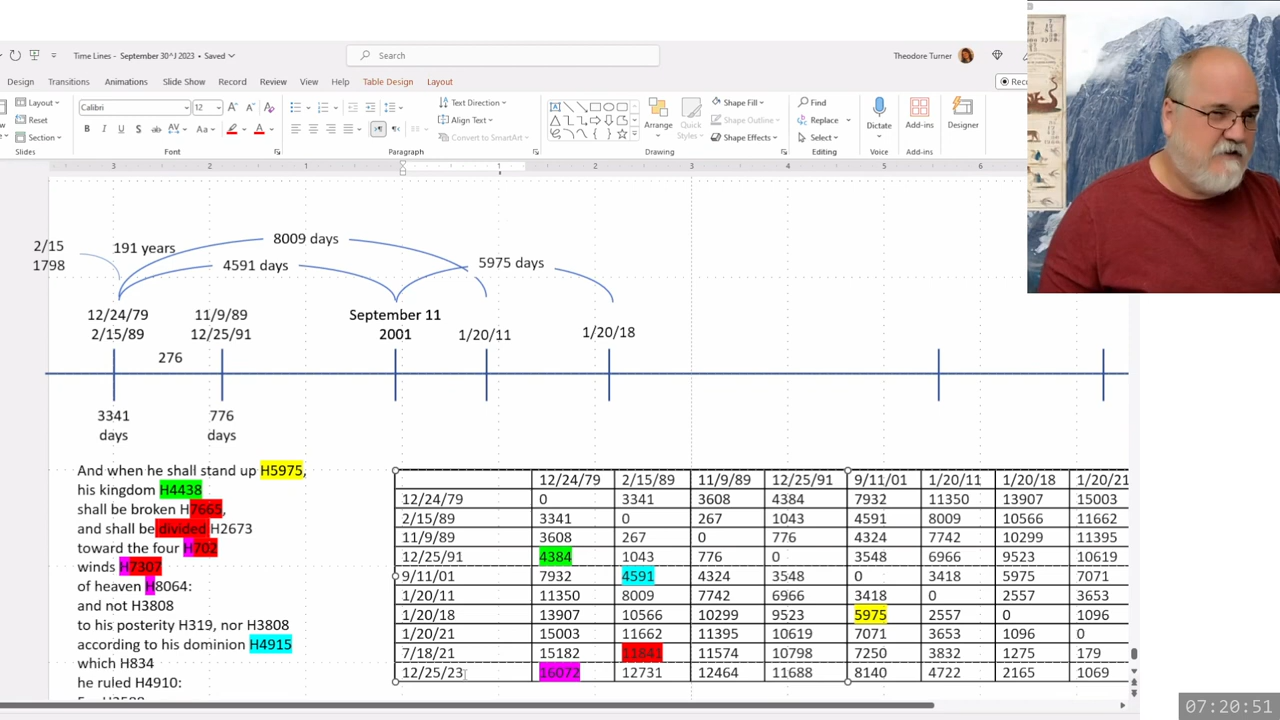 Time Lines - September 30^J 2023 • Saved
Search
Theodore Turner
Design Transitions Animations Slide Show Record Review View Help Table Design Layout
Layout
Reset
Section
Slides
Calibri 12
Font
Text Direction
Align Text
Convert to SmartArt
Paragraph
Arrange
Quick Styles
Shape Fill
Shape Outline
Shape Effects
Drawing
Find
Replace
Select
Editing
Dictate
Voice
Add-ins
Add-ins
Designer
3 2 1 1 2 3 4 5 6
2/15
1798
191 years
8009 days
4591 days
5975 days
12/24/79
2/15/89
11/9/89
12/25/91
September 11
2001
1/20/11
1/20/18
276
3341
days
776
days
And when he shall stand up H5975,
his kingdom H4438
shall be broken H7665,
and shall be divided H2673
toward the four H702
winds H7307
of heaven H8064:
and not H3808
to his posterity H319, nor H3808
according to his dominion H4915
which H834
he ruled H4910:
12/24/79 2/15/89 11/9/89 12/25/91 9/11/01 1/20/11 1/20/18 1/20/21
12/24/79 0 3341 3608 4384 7932 11350 13907 15003
2/15/89 3341 0 267 1043 4591 8009 10566 11662
11/9/89 3608 267 0 776 4324 7742 10299 11395
12/25/91 4384 1043 776 0 3548 6966 9523 10619
9/11/01 7932 4591 4324 3548 0 3418 5975 7071
1/20/11 11350 8009 7742 6966 3418 0 2557 3653
1/20/18 13907 10566 10299 9523 5975 2557 0 1096
1/20/21 15003 11662 11395 10619 7071 3653 1096 0
7/18/21 15182 11841 11574 10798 7250 3832 1275 179
12/25/23 16072 12731 12464 11688 8140 4722 2165 1069
07:20:51